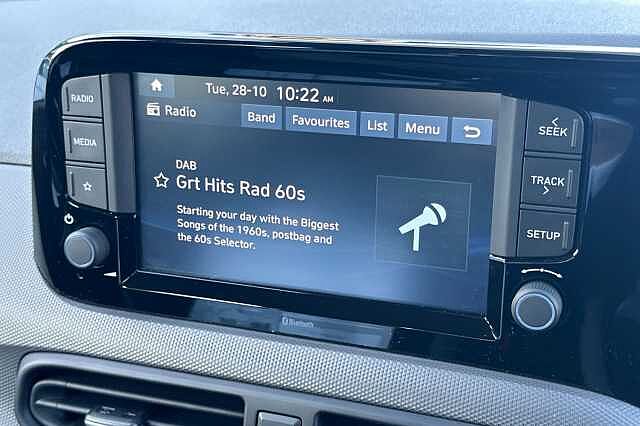 Tue, 28-10 10:22 AM
Radio
Band Favourites List Menu
DAB
Grt Hits Rad 60s
Starting your day with the Biggest
Songs of the 1960s, postbag and
the 60s Selector.
RADIO
MEDIA
SEEK
TRACK
SETUP
Bluetooth